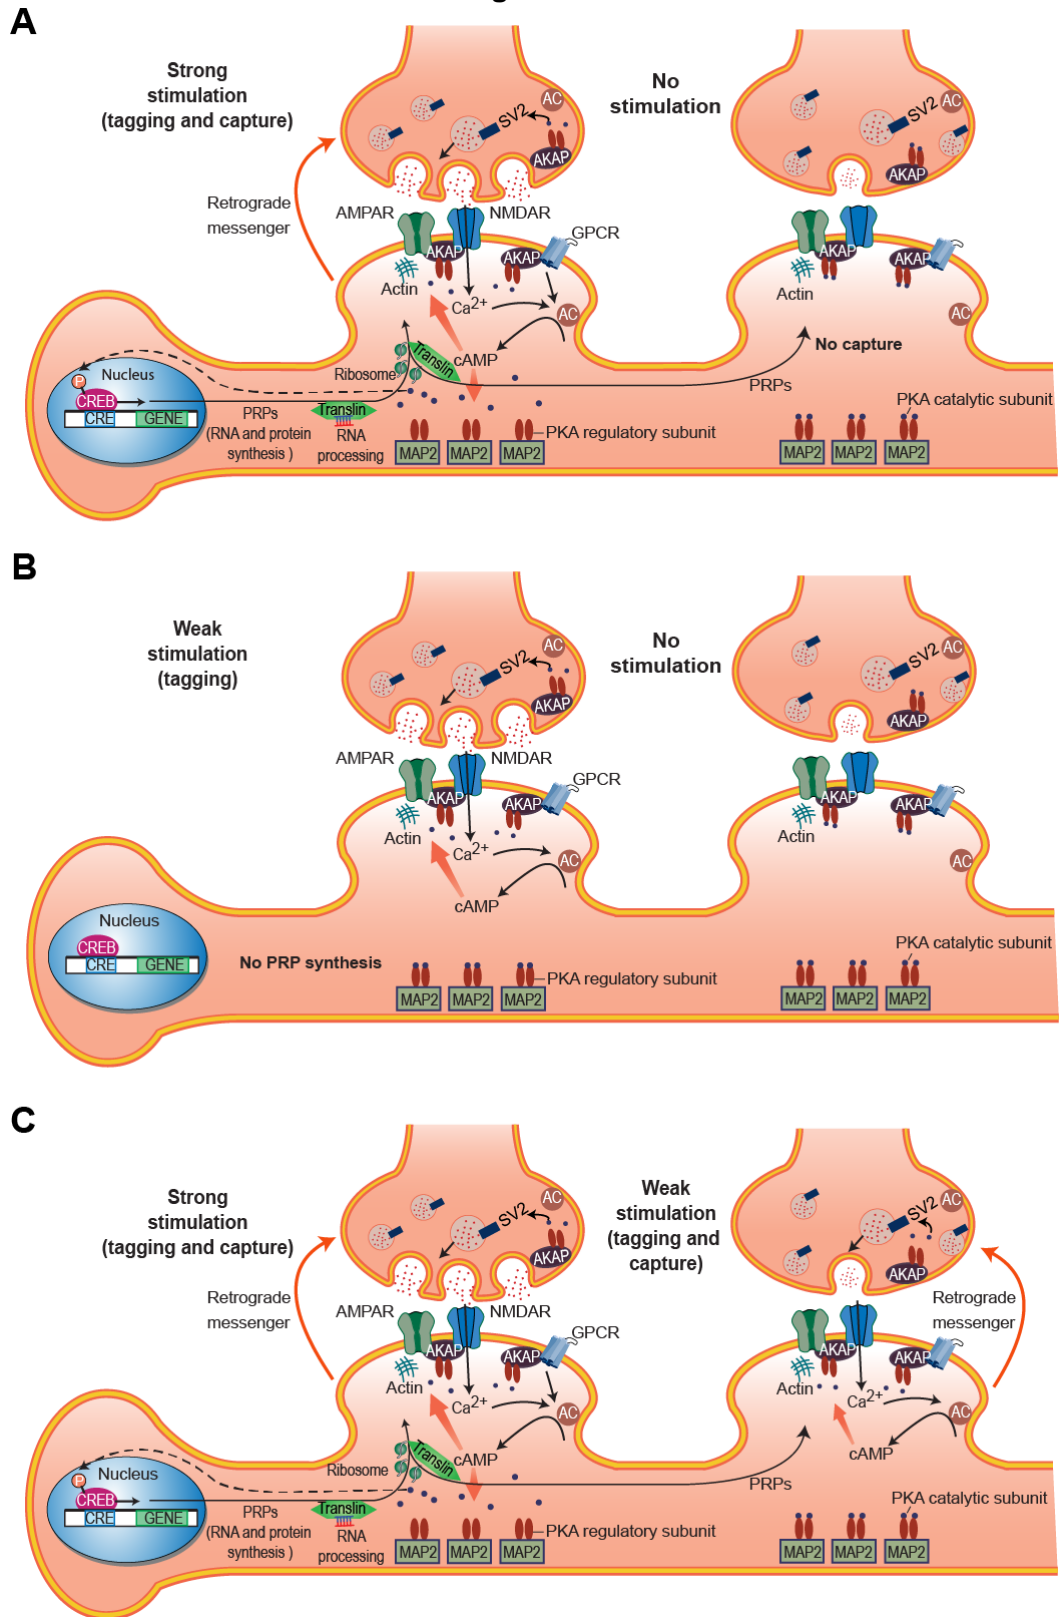 A
Strong
stimulation
(tagging and capture)
No
stimulation
AC
SV2
AKAP
AC
SV2
AKAP
Retrograde
messenger
AMPAR
NMDAR
GPCR
AKAP
AKAP
Actin
Ca2+
AC
AKAP
AKAP
Actin
AC
Translin
cAMP
No capture
Ribosome
PRPs
Nucleus
P
CREB
CRE
GENE
PRPs
(RNA and protein
synthesis )
Translin
RNA
processing
MAP2
MAP2
MAP2
PKA regulatory subunit
PKA catalytic subunit
MAP2
MAP2
MAP2
B
Weak
stimulation
(tagging)
No
stimulation
AC
SV2
AKAP
AC
SV2
AKAP
AMPAR
NMDAR
GPCR
AKAP
AKAP
Actin
Ca2+
AC
cAMP
AKAP
AKAP
Actin
AC
Nucleus
CREB
CRE
GENE
No PRP synthesis
MAP2
MAP2
MAP2
PKA regulatory subunit
PKA catalytic subunit
MAP2
MAP2
MAP2
C
Strong
stimulation
(tagging and capture)
Weak
stimulation
(tagging and
capture)
AC
SV2
AKAP
AC
SV2
AKAP
Retrograde
messenger
Retrograde
messenger
AMPAR
NMDAR
GPCR
AKAP
AKAP
Actin
Ca2+
AC
AKAP
AKAP
Actin
Ca2+
AC
cAMP
Translin
cAMP
Ribosome
PRPs
Nucleus
P
CREB
CRE
GENE
PRPs
(RNA and protein
synthesis )
Translin
RNA
processing
MAP2
MAP2
MAP2
PKA regulatory subunit
PKA catalytic subunit
MAP2
MAP2
MAP2